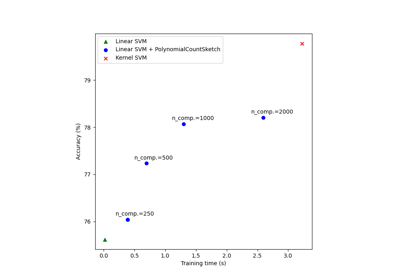 Linear SVM
Linear SVM + PolynomialCountSketch
Kernel SVM
n_comp.=2000
n_comp.=1000
n_comp.=500
n_comp.=250
79
78
77
76
Accuracy (%)
0.0 0.5 1.0 1.5 2.0 2.5 3.0
Training time (s)